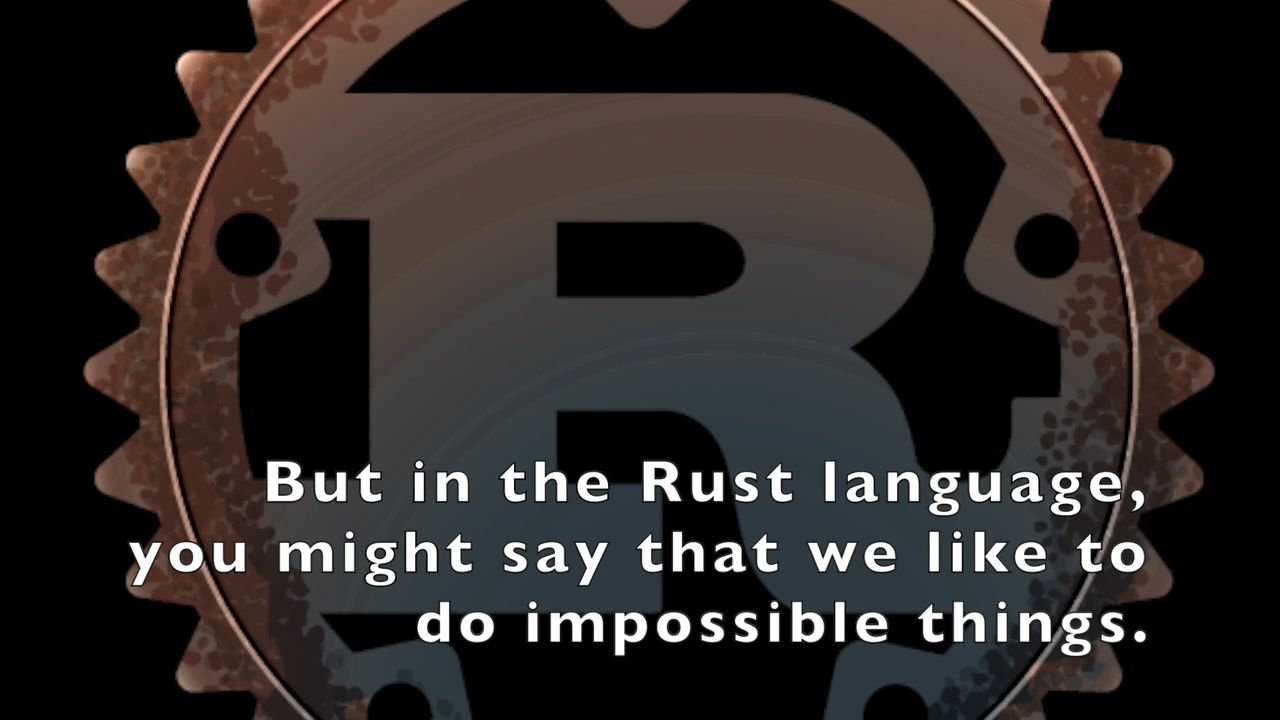 R
But in the Rust language,
you might say that we like to
do impossible things.